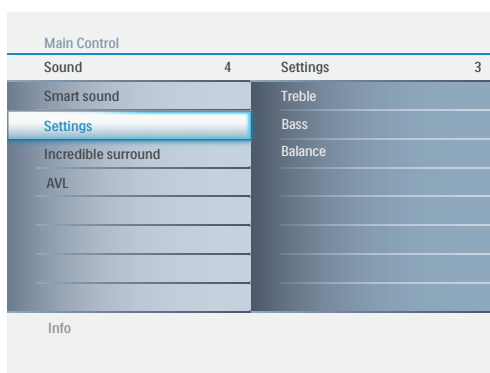 Main Control
Sound 4 Settings 3
Smart sound Treble
Settings Bass
Incredible surround Balance
AVL
Info